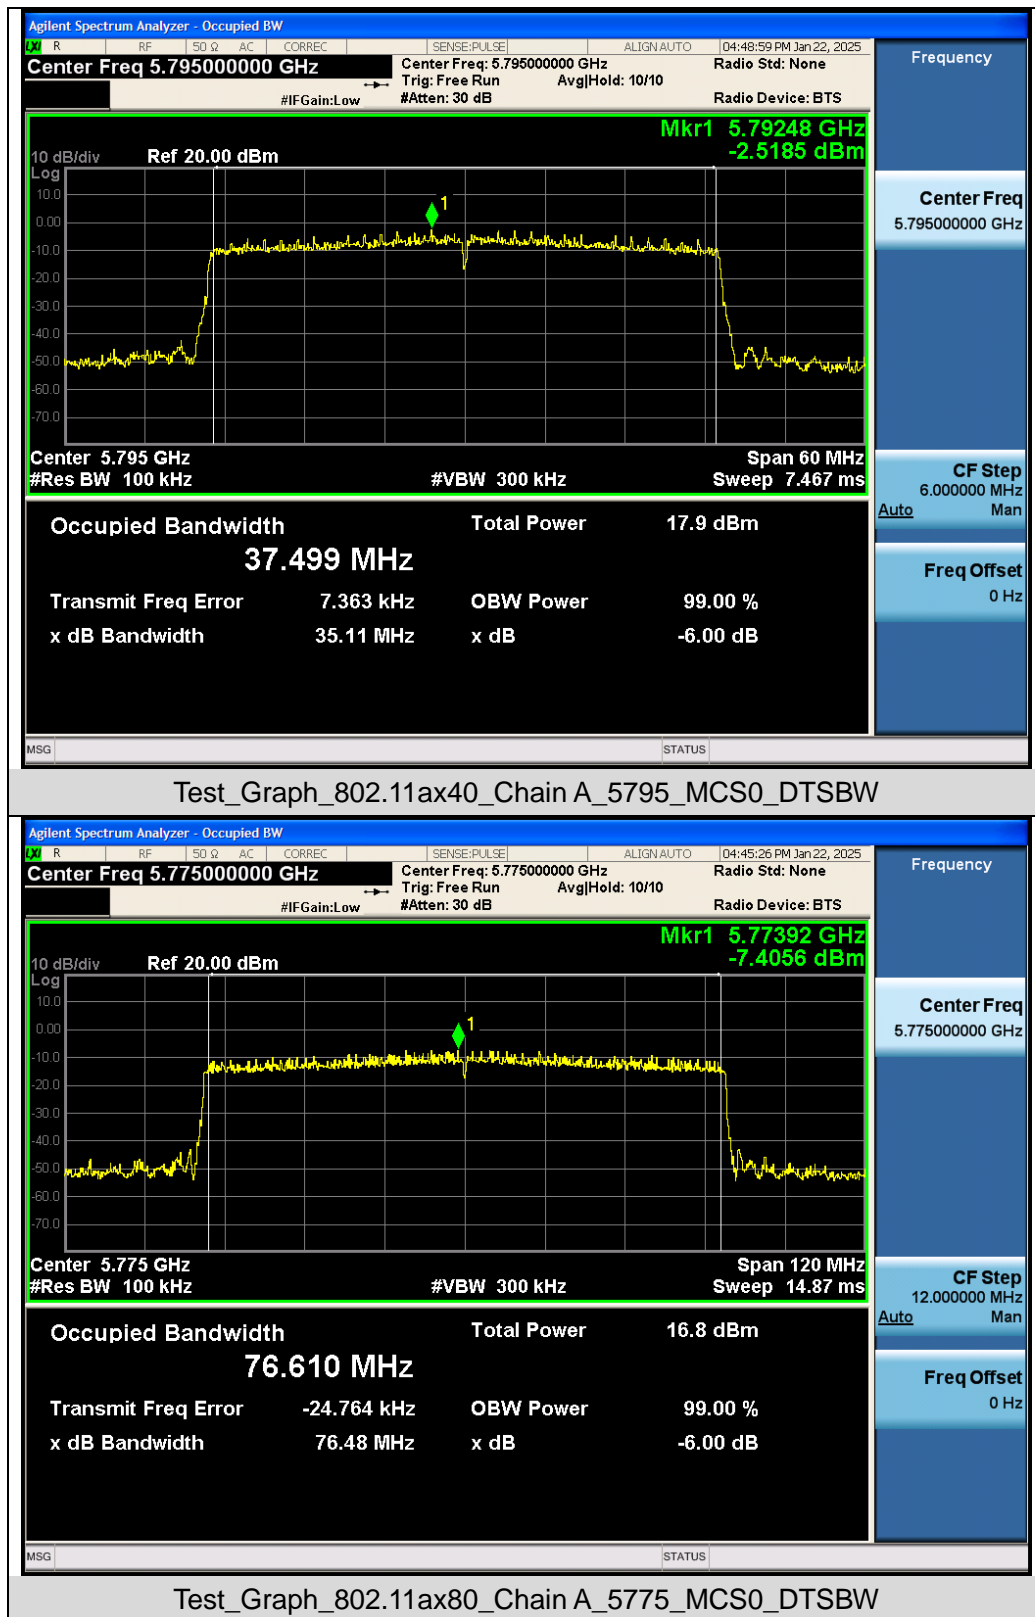 Agilent Spectrum Analyzer - Occupied BW
LXI R RF 50 Ω AC CORREC SENSE:PULSE ALIGN AUTO 04:48:59 PM Jan 22, 2025
Center Freq 5.795000000 GHz
Center Freq: 5.795000000 GHz Radio Std: None
Trig: Free Run Avg|Hold: 10/10
#IFGain:Low #Atten: 30 dB Radio Device: BTS
Mkr1 5.79248 GHz
-2.5185 dBm
10 dB/div Ref 20.00 dBm
Log
10.0
0.00
-10.0
-20.0
-30.0
-40.0
-50.0
-60.0
-70.0
1
Center 5.795 GHz Span 60 MHz
#Res BW 100 kHz #VBW 300 kHz Sweep 7.467 ms
Occupied Bandwidth Total Power 17.9 dBm
37.499 MHz
Transmit Freq Error 7.363 kHz OBW Power 99.00 %
x dB Bandwidth 35.11 MHz x dB -6.00 dB
MSG STATUS
Frequency
Center Freq
5.795000000 GHz
CF Step
6.000000 MHz
Auto Man
Freq Offset
0 Hz
Test_Graph_802.11ax40_Chain A_5795_MCS0_DTSBW
Agilent Spectrum Analyzer - Occupied BW
LXI R RF 50 Ω AC CORREC SENSE:PULSE ALIGN AUTO 04:45:26 PM Jan 22, 2025
Center Freq 5.775000000 GHz
Center Freq: 5.775000000 GHz Radio Std: None
Trig: Free Run Avg|Hold: 10/10
#IFGain:Low #Atten: 30 dB Radio Device: BTS
Mkr1 5.77392 GHz
-7.4056 dBm
10 dB/div Ref 20.00 dBm
Log
10.0
0.00
-10.0
-20.0
-30.0
-40.0
-50.0
-60.0
-70.0
1
Center 5.775 GHz Span 120 MHz
#Res BW 100 kHz #VBW 300 kHz Sweep 14.87 ms
Occupied Bandwidth Total Power 16.8 dBm
76.610 MHz
Transmit Freq Error -24.764 kHz OBW Power 99.00 %
x dB Bandwidth 76.48 MHz x dB -6.00 dB
MSG STATUS
Frequency
Center Freq
5.775000000 GHz
CF Step
12.000000 MHz
Auto Man
Freq Offset
0 Hz
Test_Graph_802.11ax80_Chain A_5775_MCS0_DTSBW